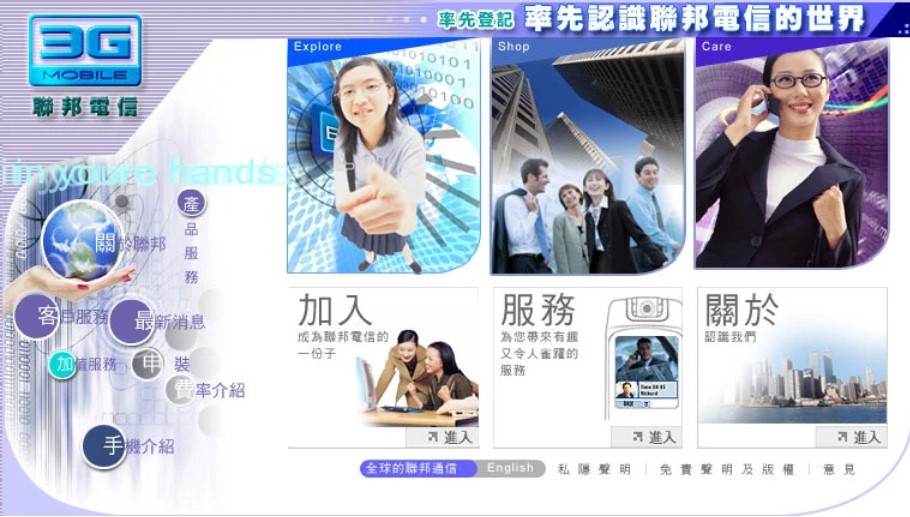 率先登記 率先認識聯邦電信的世界
3G
MOBILE
聯邦電信
Explore
Shop
Care
in youre hands
產品服務
關於聯邦
客戶服務
最新消息
加值服務
申裝
費率介紹
手機介紹
加入
成為聯邦電信的
一份子
進入
服務
為您帶來有趣
又令人雀躍的
服務
進入
關於
認識我們
進入
全球的聯邦通信
English
私隱聲明 | 免責聲明及版權 | 意見